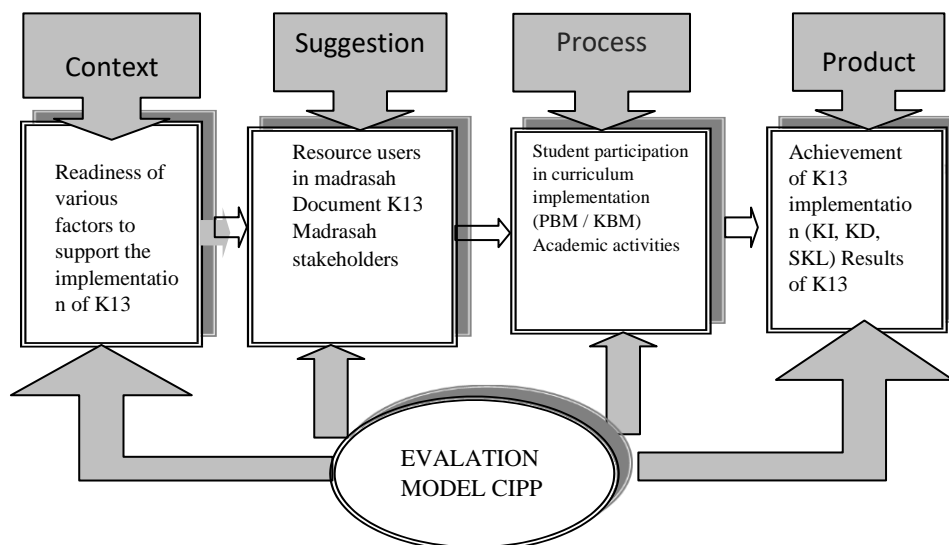 Context
Suggestion
Process
Product
Readiness of
various
factors to
support the
implementatio
n of K13
Resource users
in madrasah
Document K13
Madrasah
stakeholders
Student participation
in curriculum
implementation
(PBM / KBM)
Academic activities
Achievement
of K13
implementatio
n (KI, KD,
SKL) Results
of K13
EVALATION
MODEL CIPP